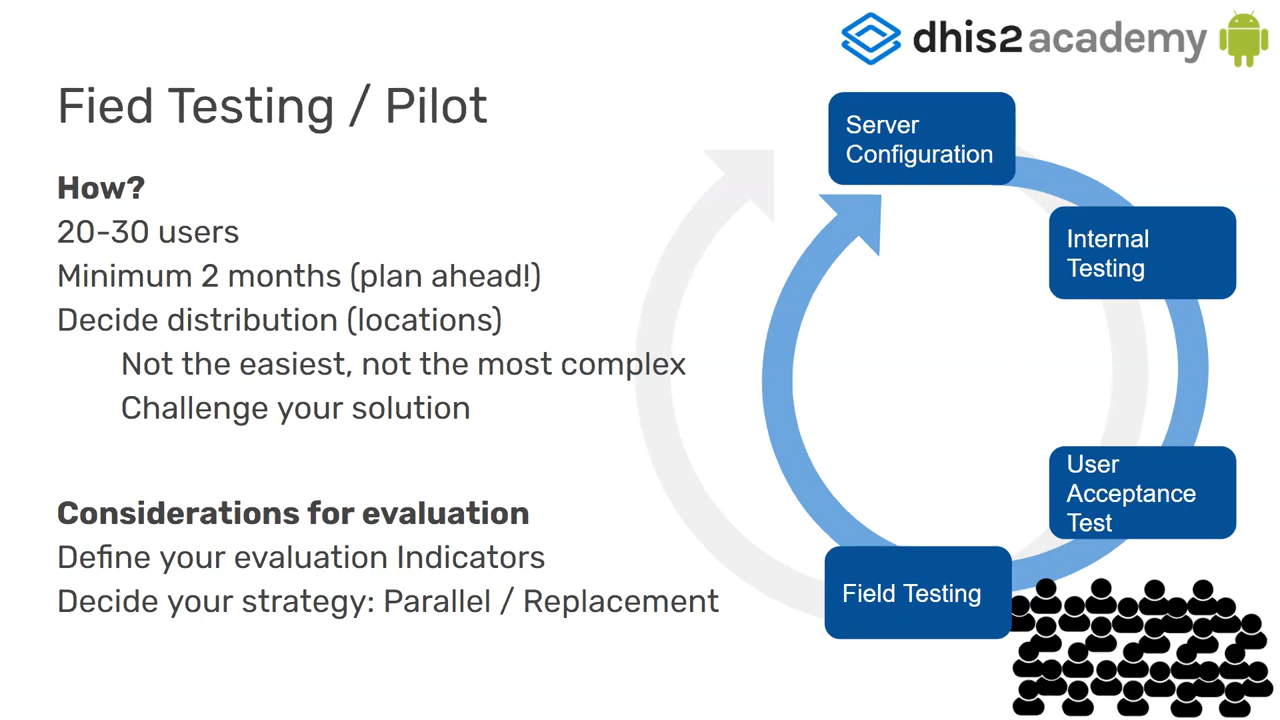 dhis2 academy
Fied Testing / Pilot
How?
20-30 users
Minimum 2 months (plan ahead!)
Decide distribution (locations)
Not the easiest, not the most complex
Challenge your solution
Considerations for evaluation
Define your evaluation Indicators
Decide your strategy: Parallel / Replacement
Server
Configuration
Internal
Testing
User
Acceptance
Test
Field Testing